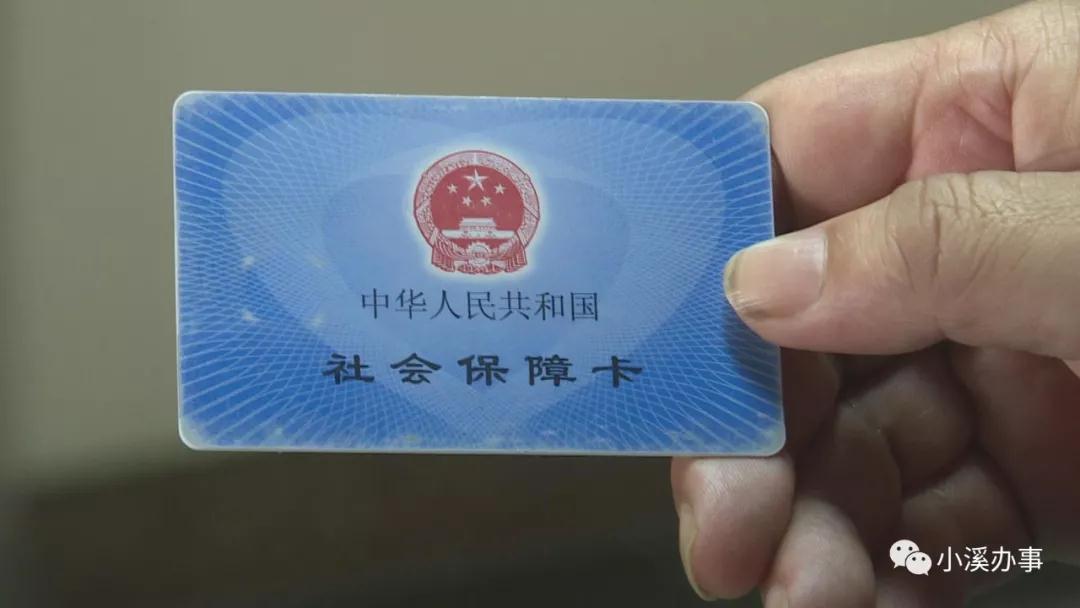 中华人民共和国
社会保障卡
小溪办事